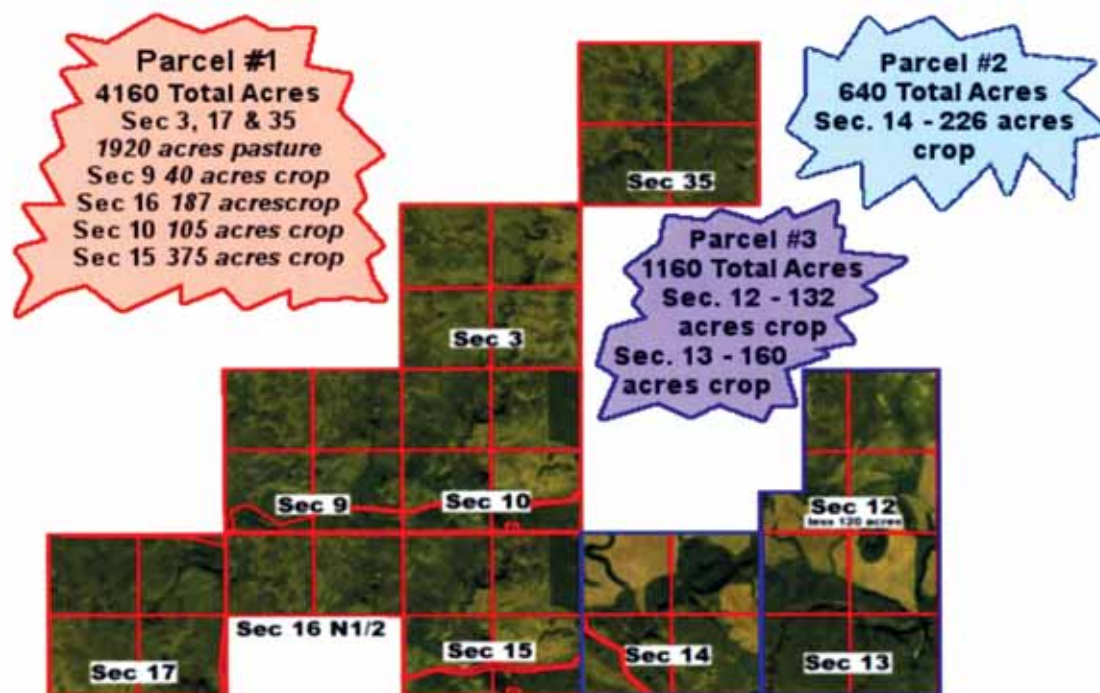 Parcel #1
4160 Total Acres
Sec 3, 17 & 35
1920 acres pasture
Sec 9 40 acres crop
Sec 16 187 acrescrop
Sec 10 105 acres crop
Sec 15 375 acres crop
Parcel #2
640 Total Acres
Sec. 14 - 226 acres
crop
Parcel #3
1160 Total Acres
Sec. 12 - 132
acres crop
Sec. 13 - 160
acres crop
Sec 35
Sec 3
Sec 9
Sec 10
Sec 12
less 120 acres
Sec 16 N1/2
Sec 17
Sec 15
Sec 14
Sec 13